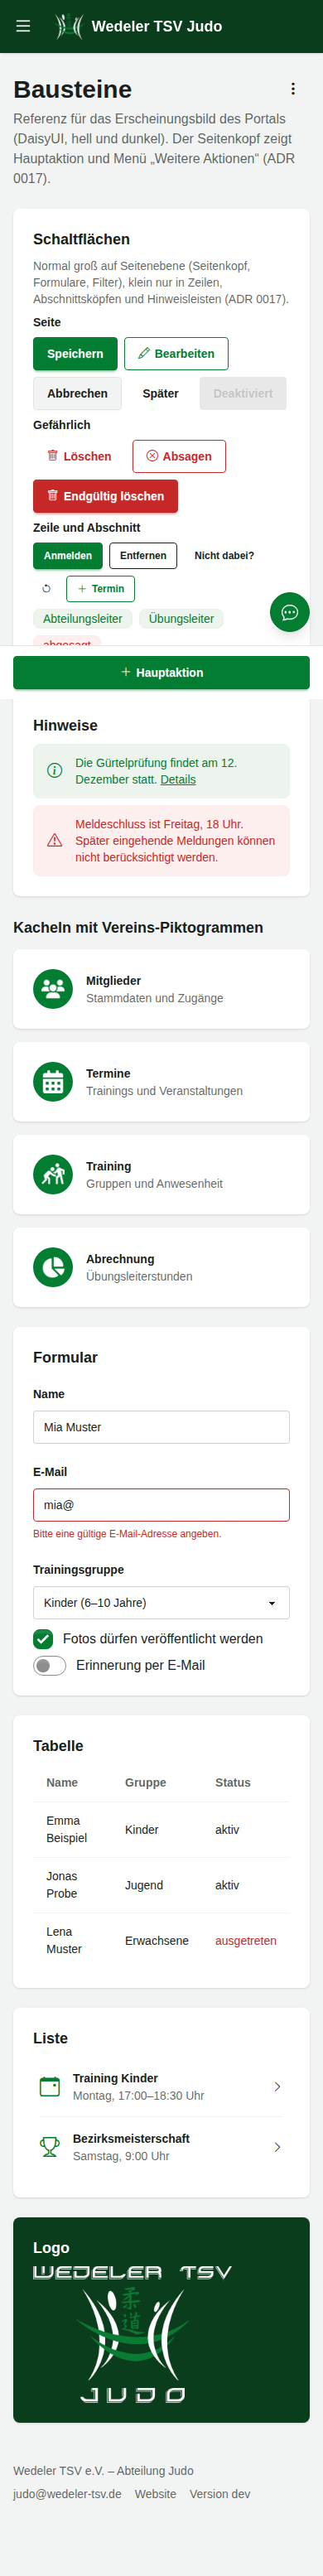 Wedeler TSV Judo
Bausteine
Referenz für das Erscheinungsbild des Portals
(DaisyUI, hell und dunkel). Der Seitenkopf zeigt
Hauptaktion und Menü „Weitere Aktionen“ (ADR
0017).
Schaltflächen
Normal groß auf Seitenebene (Seitenkopf,
Formulare, Filter), klein nur in Zeilen,
Abschnittsköpfen und Hinweisleisten (ADR 0017).
Seite
Speichern Bearbeiten
Abbrechen Später Deaktiviert
Gefährlich
Löschen Absagen
Endgültig löschen
Zeile und Abschnitt
Anmelden Entfernen Nicht dabei?
Termin
Abteilungsleiter Übungsleiter
abgesagt
Hauptaktion
Hinweise
Die Gürtelprüfung findet am 12.
Dezember statt. Details
Meldeschluss ist Freitag, 18 Uhr.
Später eingehende Meldungen können
nicht berücksichtigt werden.
Kacheln mit Vereins-Piktogrammen
Mitglieder
Stammdaten und Zugänge
Termine
Trainings und Veranstaltungen
Training
Gruppen und Anwesenheit
Abrechnung
Übungsleiterstunden
Formular
Name
Mia Muster
E-Mail
mia@
Bitte eine gültige E-Mail-Adresse angeben.
Trainingsgruppe
Kinder (6–10 Jahre)
Fotos dürfen veröffentlicht werden
Erinnerung per E-Mail
Tabelle
Name Gruppe Status
Emma
Beispiel
Kinder aktiv
Jonas
Probe
Jugend aktiv
Lena
Muster
Erwachsene ausgetreten
Liste
Training Kinder
Montag, 17:00–18:30 Uhr
Bezirksmeisterschaft
Samstag, 9:00 Uhr
Logo
WEDELER TSV
柔
道
JUDO
Wedeler TSV e.V. – Abteilung Judo
judo@wedeler-tsv.de Website Version dev